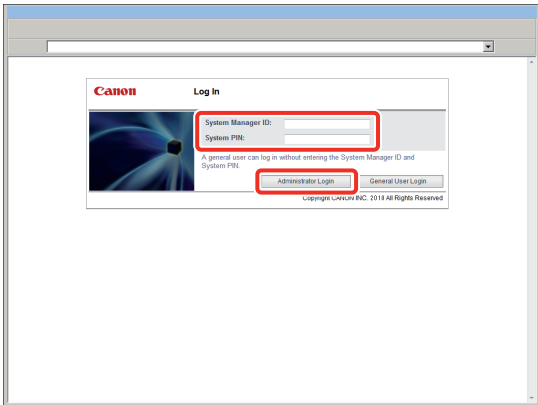 Canon
Log In
System Manager ID:
System PIN:
A general user can log in without entering the System Manager ID and
System PIN.
Administrator Login
General User Login
Copyright CANON INC. 2018 All Rights Reserved